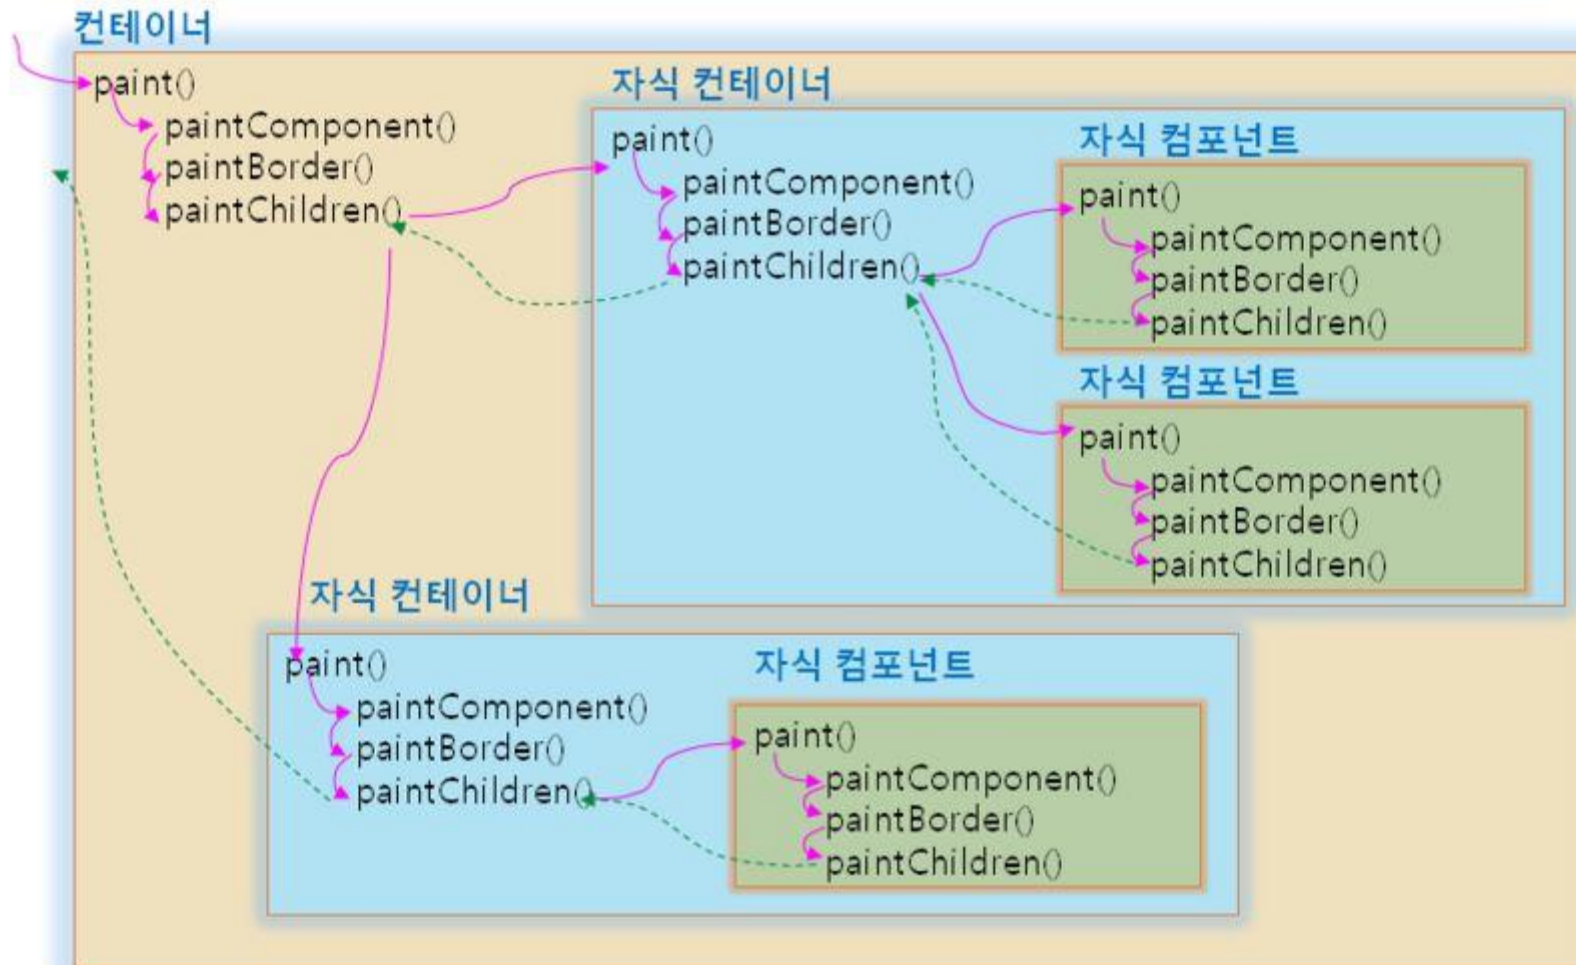 컨테이너
paint()
paintComponent()
paintBorder()
paintChildren()
자식 컨테이너
paint()
paintComponent()
paintBorder()
paintChildren()
자식 컴포넌트
paint()
paintComponent()
paintBorder()
paintChildren()
자식 컴포넌트
paint()
paintComponent()
paintBorder()
paintChildren()
자식 컨테이너
paint()
paintComponent()
paintBorder()
paintChildren()
자식 컴포넌트
paint()
paintComponent()
paintBorder()
paintChildren()